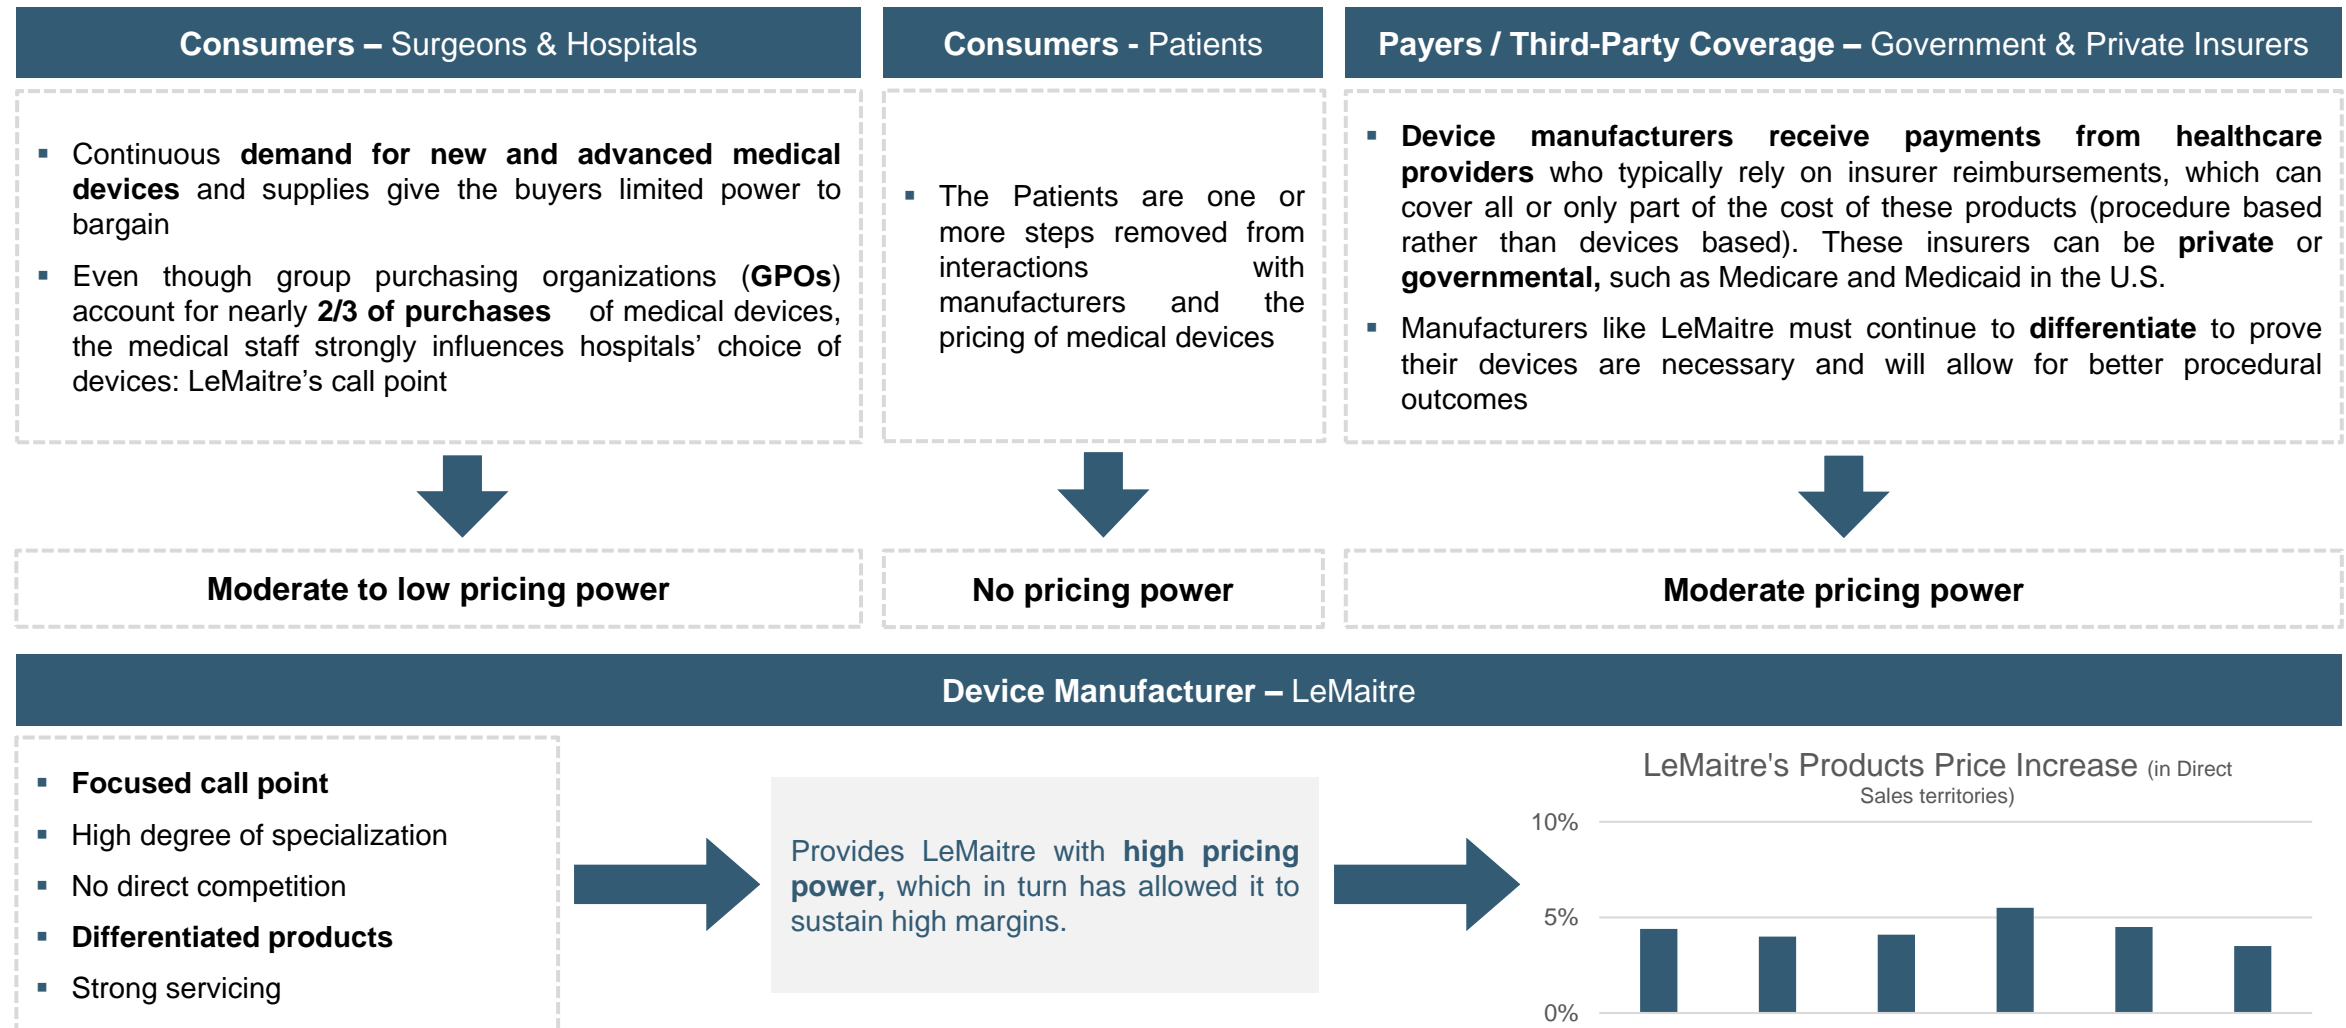 Consumers – Surgeons & Hospitals
Continuous demand for new and advanced medical
devices and supplies give the buyers limited power to
bargain
Even though group purchasing organizations (GPOs)
account for nearly 2/3 of purchases of medical devices,
the medical staff strongly influences hospitals’ choice of
devices: LeMaitre’s call point
Moderate to low pricing power
Consumers - Patients
The Patients are one or
more steps removed from
interactions with
manufacturers and the
pricing of medical devices
No pricing power
Payers / Third-Party Coverage – Government & Private Insurers
Device manufacturers receive payments from healthcare
providers who typically rely on insurer reimbursements, which can
cover all or only part of the cost of these products (procedure based
rather than devices based). These insurers can be private or
governmental, such as Medicare and Medicaid in the U.S.
Manufacturers like LeMaitre must continue to differentiate to prove
their devices are necessary and will allow for better procedural
outcomes
Moderate pricing power
Device Manufacturer – LeMaitre
Focused call point
High degree of specialization
No direct competition
Differentiated products
Strong servicing
Provides LeMaitre with high pricing
power, which in turn has allowed it to
sustain high margins.
LeMaitre's Products Price Increase (in Direct
Sales territories)
10%
5%
0%